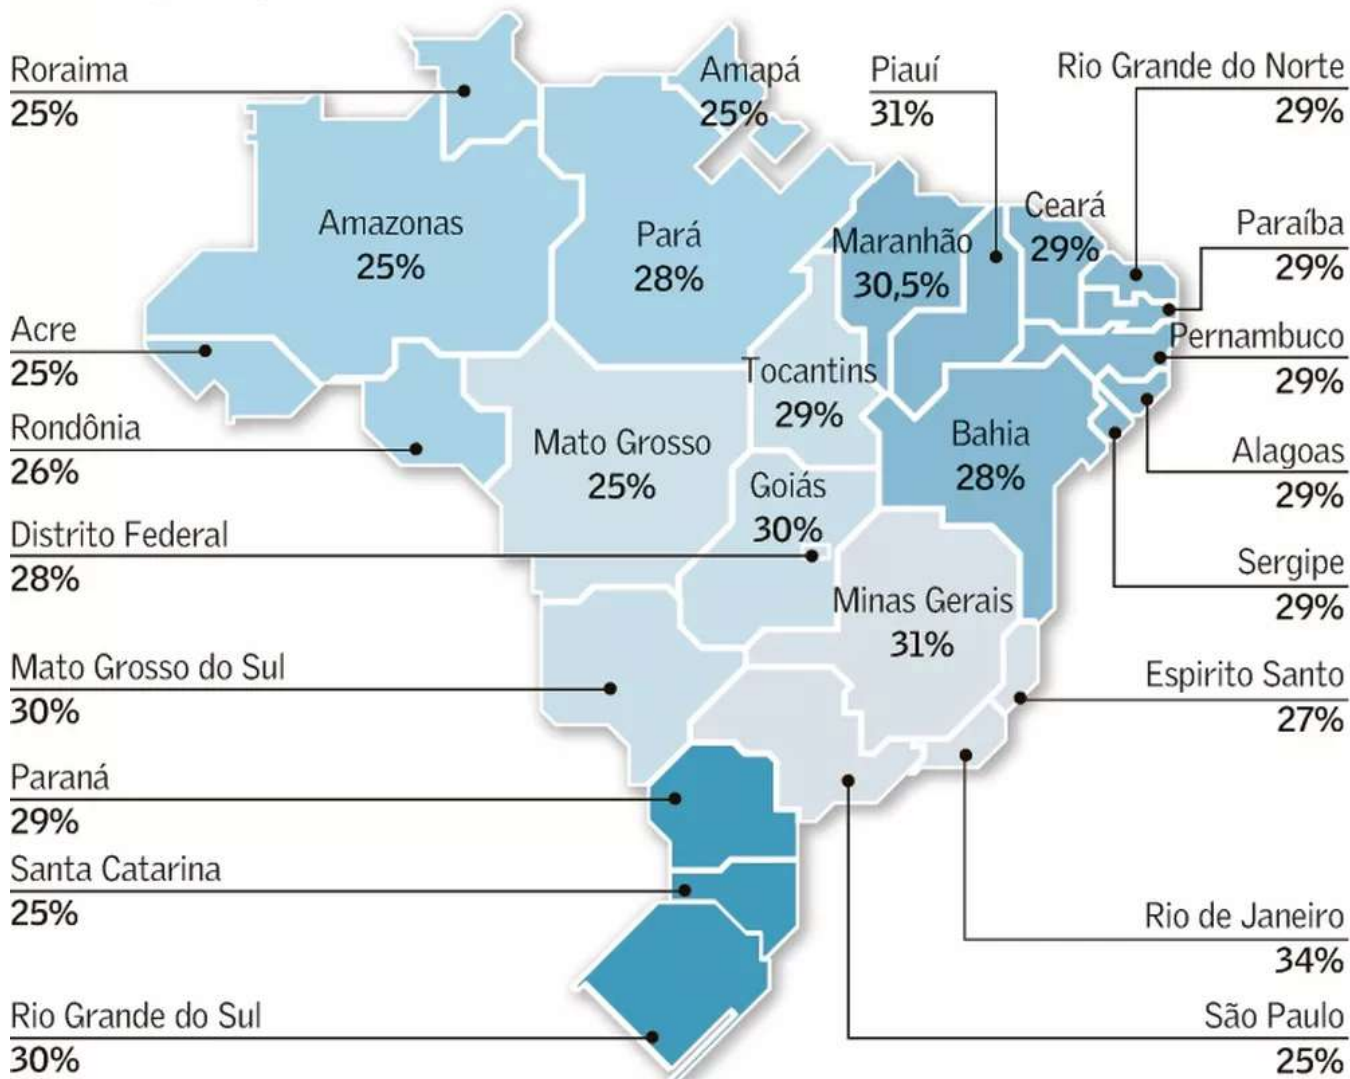 Roraima
25%
Amapá
25%
Piauí
31%
Rio Grande do Norte
29%
Amazonas
25%
Pará
28%
Maranhão
30,5%
Ceará
29%
Paraíba
29%
Acre
25%
Tocantins
29%
Pernambuco
29%
Rondônia
26%
Mato Grosso
25%
Goiás
30%
Bahia
28%
Alagoas
29%
Distrito Federal
28%
Sergipe
29%
Minas Gerais
31%
Mato Grosso do Sul
30%
Espirito Santo
27%
Paraná
29%
Santa Catarina
25%
Rio de Janeiro
34%
Rio Grande do Sul
30%
São Paulo
25%